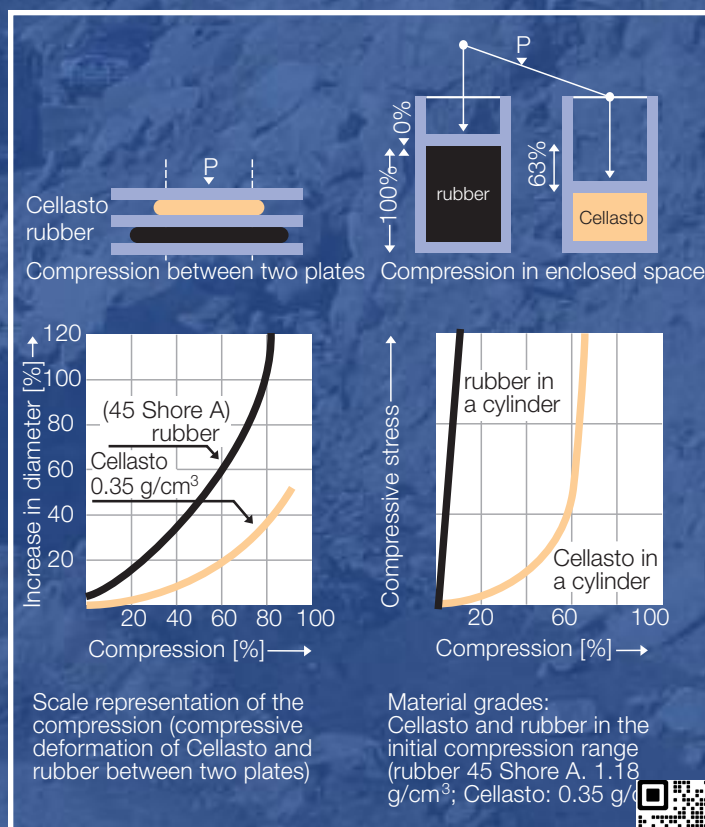 P
0%
100%
63%
rubber
Cellasto
P
Cellasto
rubber
Compression between two plates
Compression in enclosed space
Increase in diameter [%]
120
100
80
60
40
20
(45 Shore A)
rubber
Cellasto
0.35 g/cm³
20 40 60 80 100
Compression [%]
Compressive stress
rubber in
a cylinder
Cellasto in
a cylinder
20 60 100
Compression [%]
Scale representation of the
compression (compressive
deformation of Cellasto and
rubber between two plates)
Material grades:
Cellasto and rubber in the
initial compression range
(rubber 45 Shore A. 1.18
g/cm³; Cellasto: 0.35